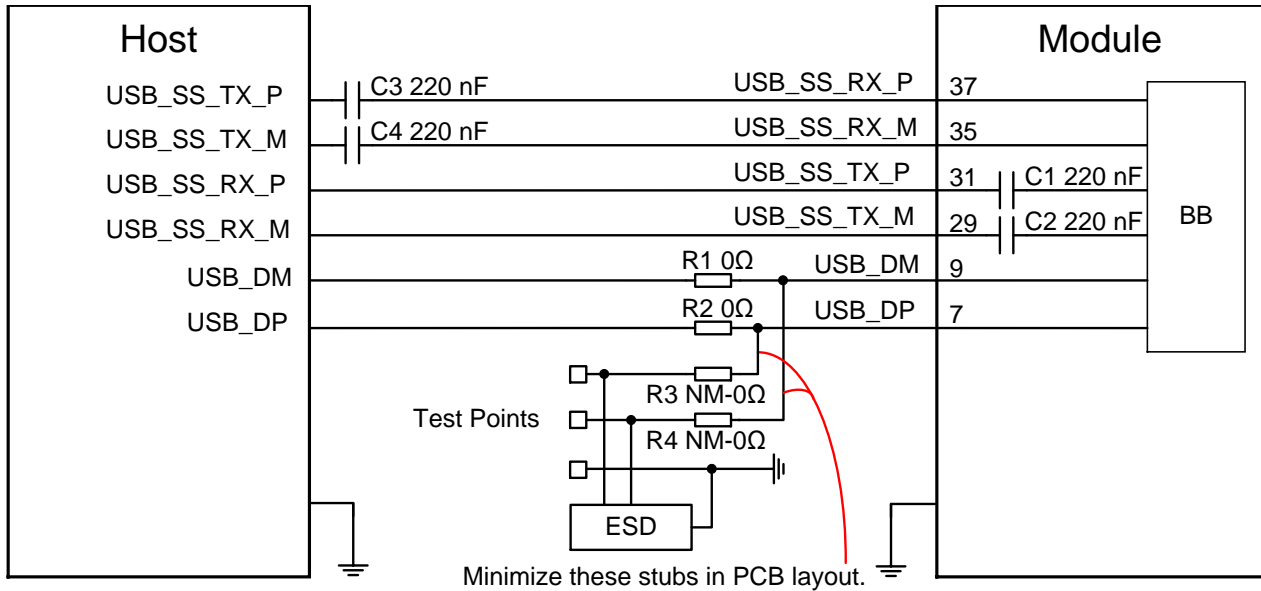 Host
Module
USB_SS_TX_P
C3 220 nF
USB_SS_RX_P
37
USB_SS_TX_M
C4 220 nF
USB_SS_RX_M
35
USB_SS_RX_P
USB_SS_TX_P
31
C1 220 nF
USB_SS_RX_M
USB_SS_TX_M
29
C2 220 nF
BB
USB_DM
R1 0Ω
USB_DM
9
USB_DP
R2 0Ω
USB_DP
7
R3 NM-0Ω
Test Points
R4 NM-0Ω
ESD
Minimize these stubs in PCB layout.